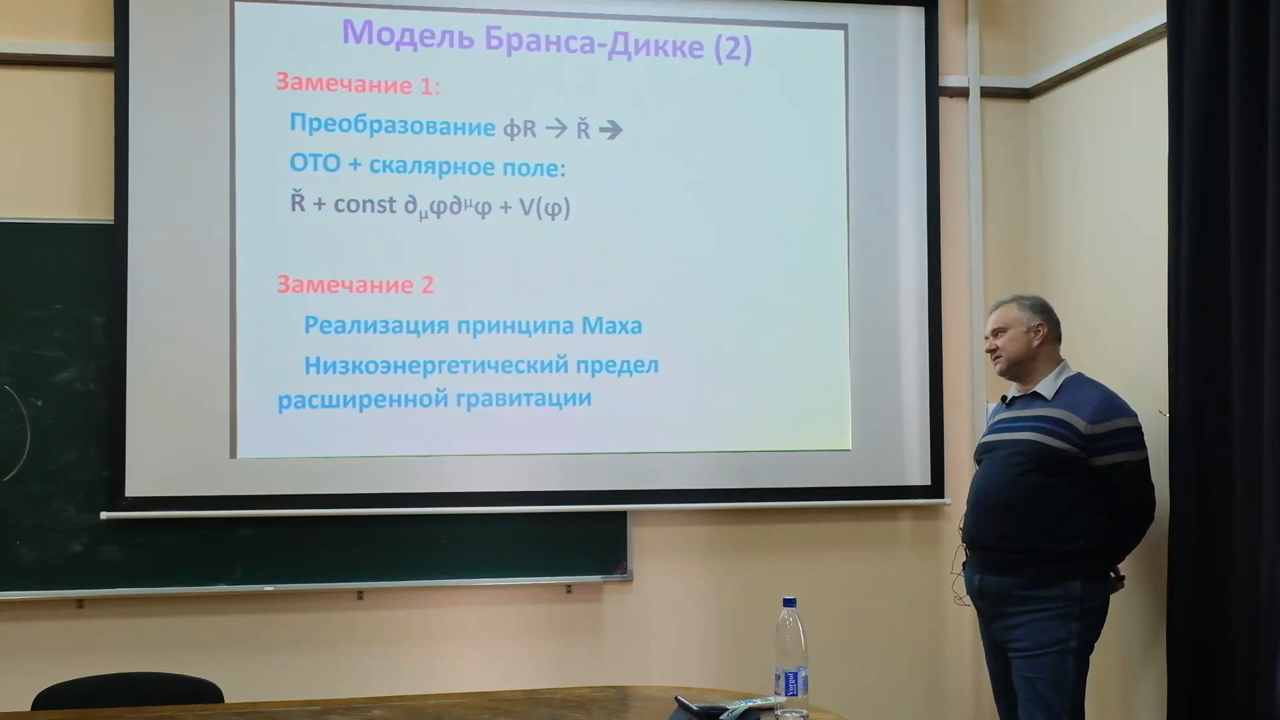 Модель Бранса-Дикке (2)
Замечание 1:
Преобразование ϕR → Ř ➔
ОТО + скалярное поле:
Ř + const ∂μφ∂^μφ + V(φ)
Замечание 2
Реализация принципа Маха
Низкоэнергетический предел
расширенной гравитации
Vorgol